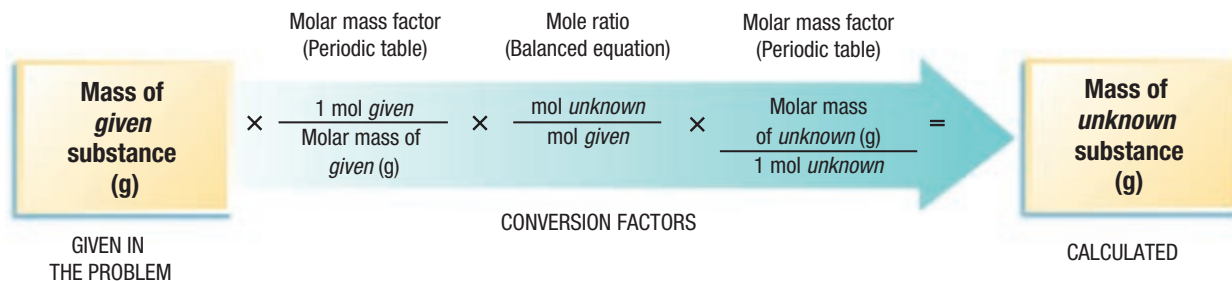 Molar mass factor
(Periodic table)
Mole ratio
(Balanced equation)
Molar mass factor
(Periodic table)
Mass of
given
substance
(g)
×
1 mol given
Molar mass of
given (g)
×
mol unknown
mol given
×
Molar mass
of unknown (g)
1 mol unknown
=
Mass of
unknown
substance
(g)
CONVERSION FACTORS
GIVEN IN
THE PROBLEM
CALCULATED